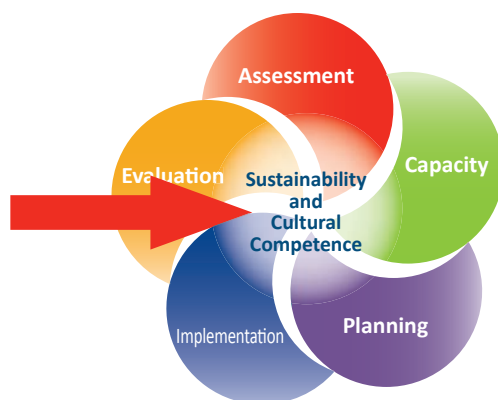 Assessment
Capacity
Evaluation
Sustainability
and
Cultural
Competence
Planning
Implementation